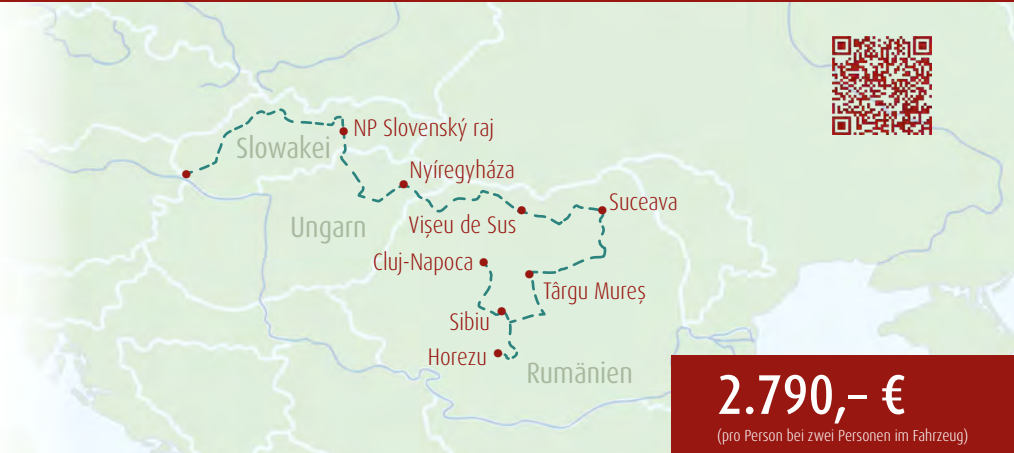 NP Slovenský raj
Slowakei
Nyíregyháza
Suceava
Vișeu de Sus
Ungarn
Cluj-Napoca
Târgu Mureș
Sibiu
Horezu
Rumänien
2.790,– €
(pro Person bei zwei Personen im Fahrzeug)